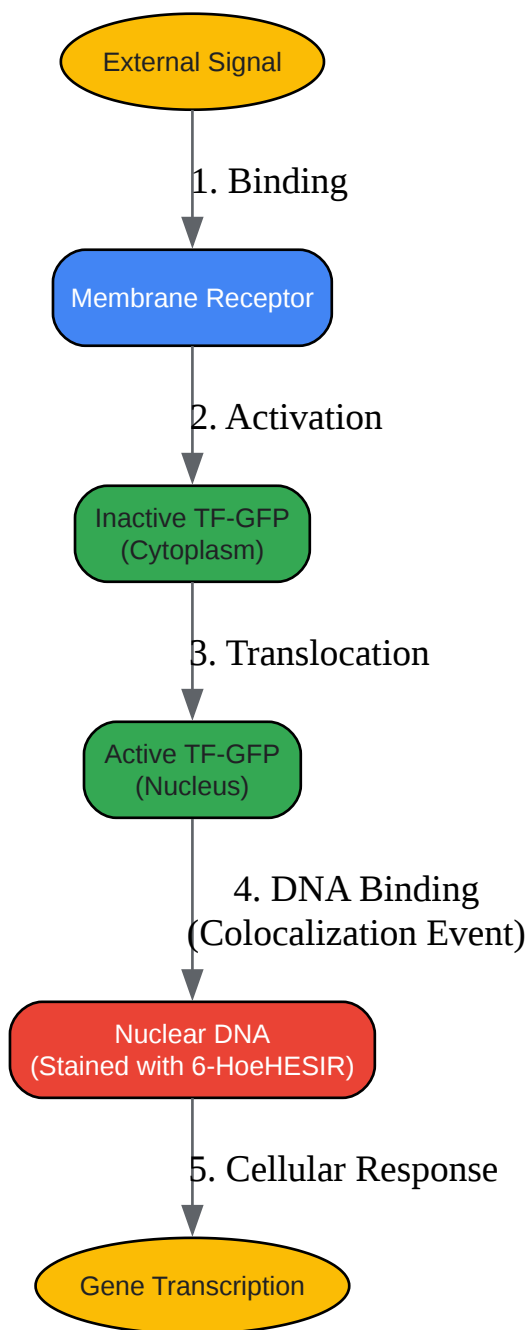 External Signal
1. Binding
Membrane Receptor
2. Activation
Inactive TF-GFP
(Cytoplasm)
3. Translocation
Active TF-GFP
(Nucleus)
4. DNA Binding
(Colocalization Event)
Nuclear DNA
(Stained with 6-HoeHESIR)
5. Cellular Response
Gene Transcription